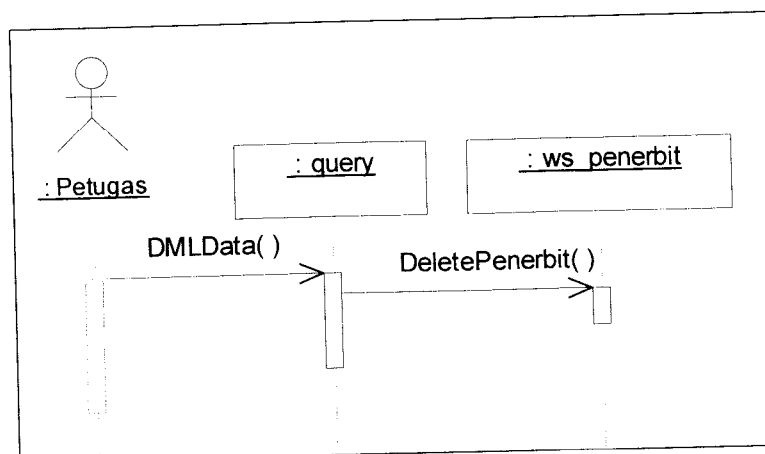 : Petugas
: query
: ws_penerbit
DMLData( )
DeletePenerbit( )